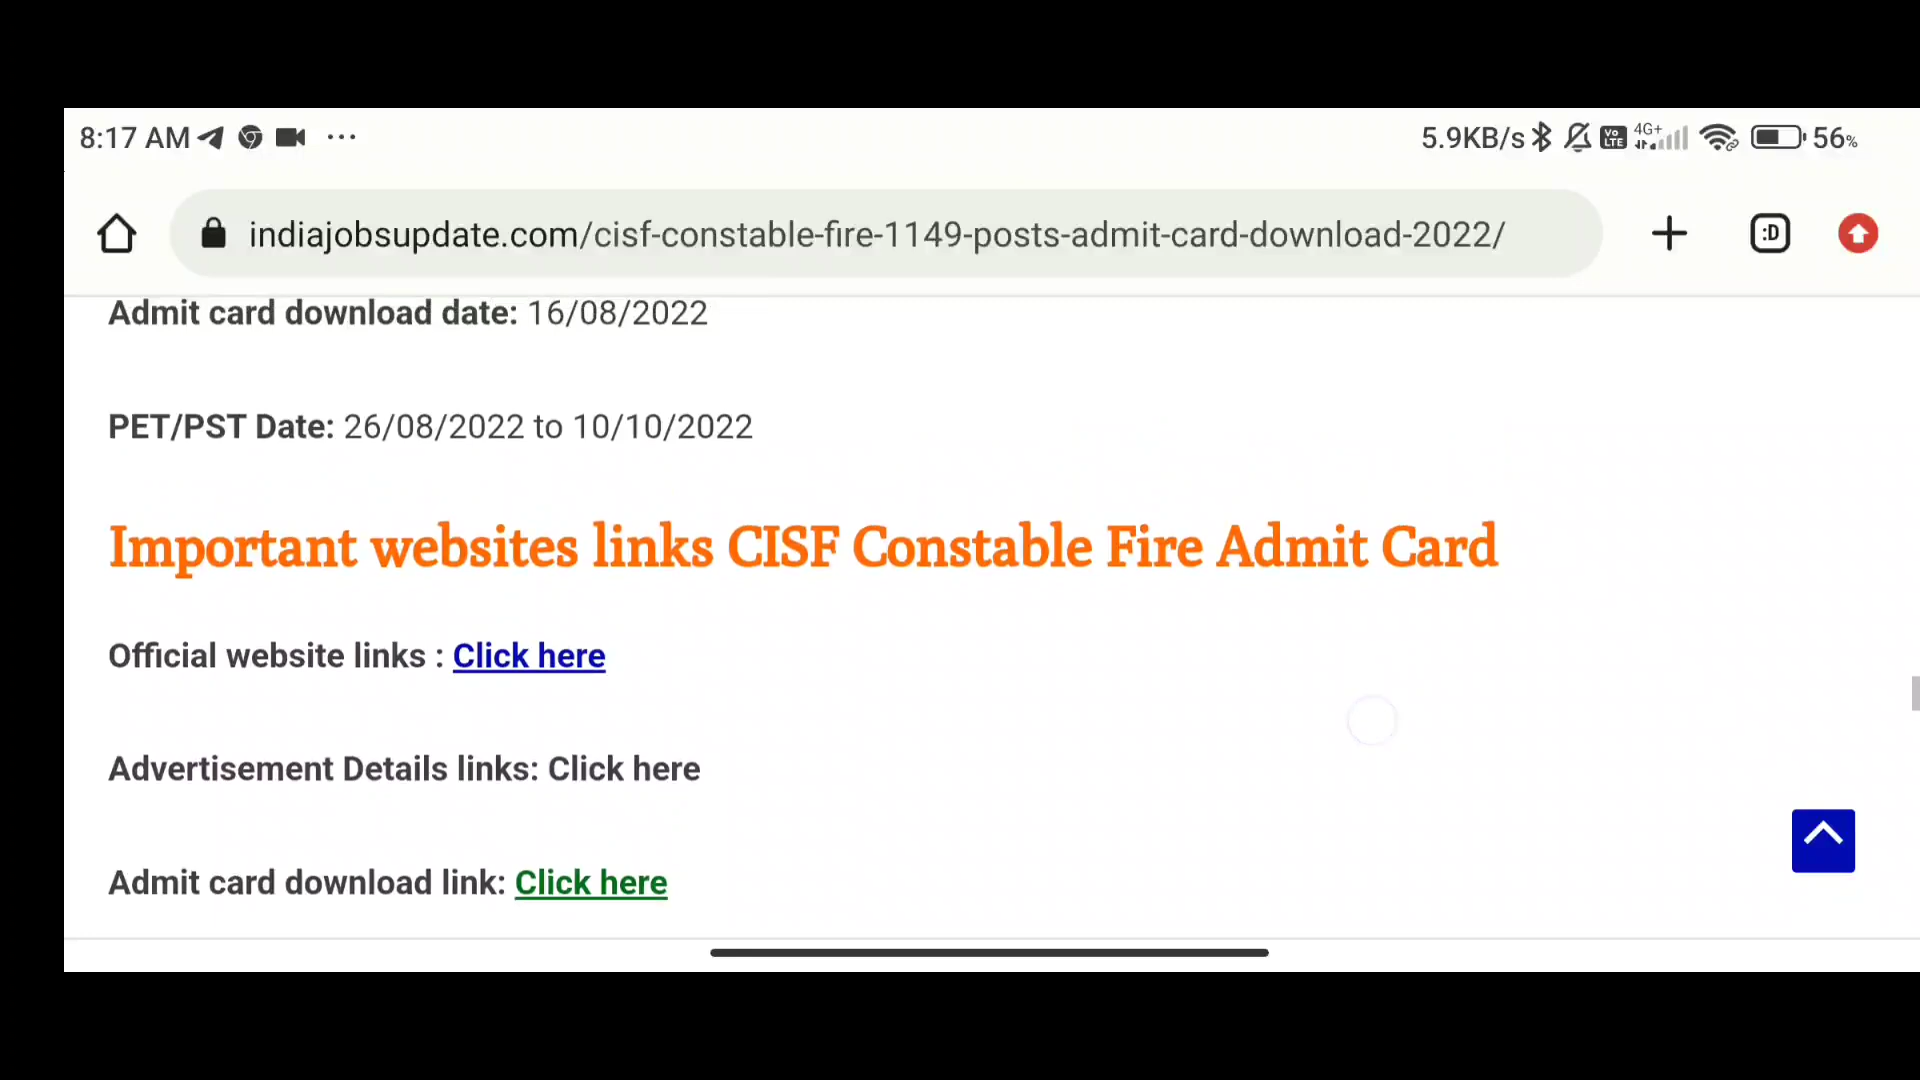 8:17 AM ... 5.9KB/s Vo LTE 4G+ 56%
indiajobsupdate.com/cisf-constable-fire-1149-posts-admit-card-download-2022/ :D
Admit card download date: 16/08/2022
PET/PST Date: 26/08/2022 to 10/10/2022
Important websites links CISF Constable Fire Admit Card
Official website links : Click here
Advertisement Details links: Click here
Admit card download link: Click here